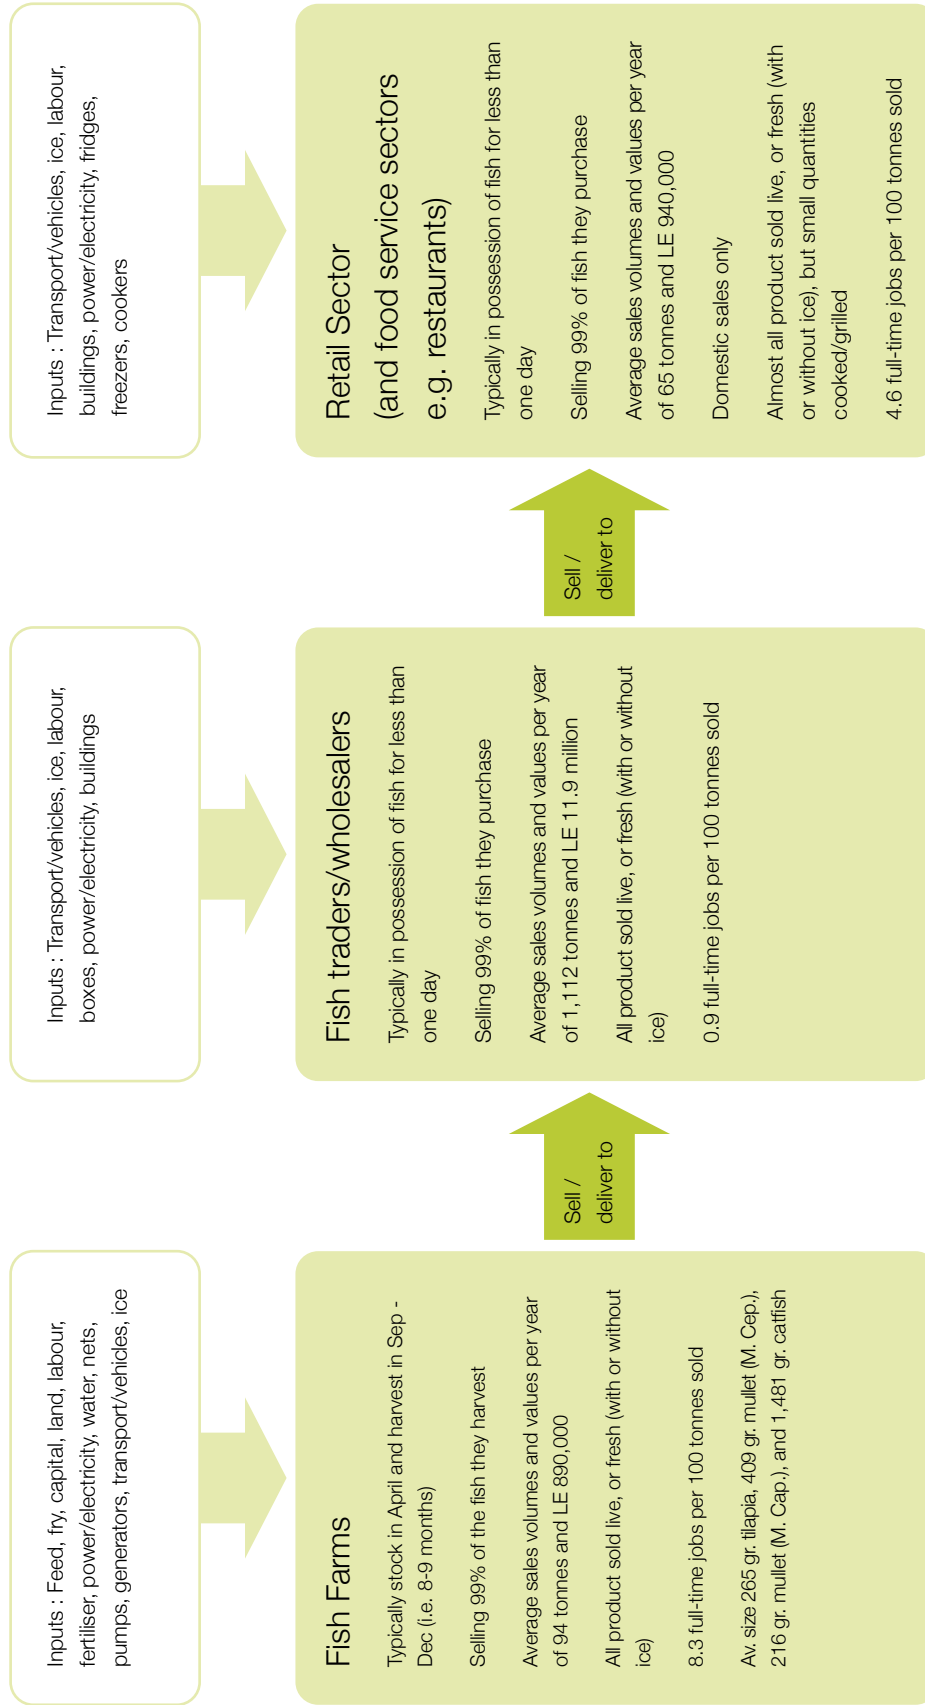 Inputs : Feed, fry, capital, land, labour,
fertiliser, power/electricity, water, nets,
pumps, generators, transport/vehicles, ice
Fish Farms
Typically stock in April and harvest in Sep -
Dec (i.e. 8-9 months)
Selling 99% of the fish they harvest
Average sales volumes and values per year
of 94 tonnes and LE 890,000
All product sold live, or fresh (with or without
ice)
8.3 full-time jobs per 100 tonnes sold
Av. size 265 gr. tilapia, 409 gr. mullet (M. Cep.),
216 gr. mullet (M. Cap.), and 1,481 gr. catfish
Sell /
deliver to
Inputs : Transport/vehicles, ice, labour,
boxes, power/electricity, buildings
Fish traders/wholesalers
Typically in possession of fish for less than
one day
Selling 99% of fish they purchase
Average sales volumes and values per year
of 1,112 tonnes and LE 11.9 million
All product sold live, or fresh (with or without
ice)
0.9 full-time jobs per 100 tonnes sold
Sell /
deliver to
Inputs : Transport/vehicles, ice, labour,
buildings, power/electricity, fridges,
freezers, cookers
Retail Sector
(and food service sectors
e.g. restaurants)
Typically in possession of fish for less than
one day
Selling 99% of fish they purchase
Average sales volumes and values per year
of 65 tonnes and LE 940,000
Domestic sales only
Almost all product sold live, or fresh (with
or without ice), but small quantities
cooked/grilled
4.6 full-time jobs per 100 tonnes sold